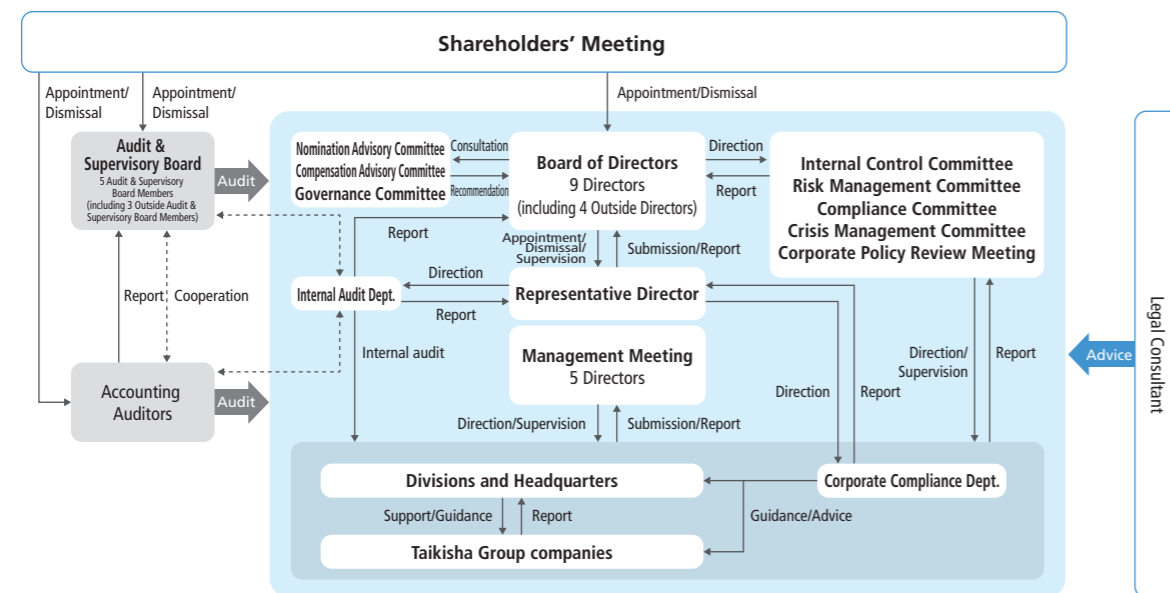 Shareholders' Meeting
Appointment/
Dismissal
Appointment/
Dismissal
Appointment/Dismissal
Audit &
Supervisory Board
5 Audit & Supervisory
Board Members
(including 3 Outside Audit &
Supervisory Board Members)
Audit
Nomination Advisory Committee
Compensation Advisory Committee
Governance Committee
Consultation
Recommendation
Board of Directors
9 Directors
(including 4 Outside Directors)
Direction
Report
Internal Control Committee
Risk Management Committee
Compliance Committee
Crisis Management Committee
Corporate Policy Review Meeting
Report
Appointment/
Dismissal/
Supervision
Submission/Report
Report
Cooperation
Internal Audit Dept.
Direction
Report
Representative Director
Internal audit
Management Meeting
5 Directors
Direction
Report
Direction/
Supervision
Report
Advice
Legal Consultant
Accounting
Auditors
Audit
Direction/Supervision
Submission/Report
Divisions and Headquarters
Corporate Compliance Dept.
Support/Guidance
Report
Guidance/Advice
Taikisha Group companies